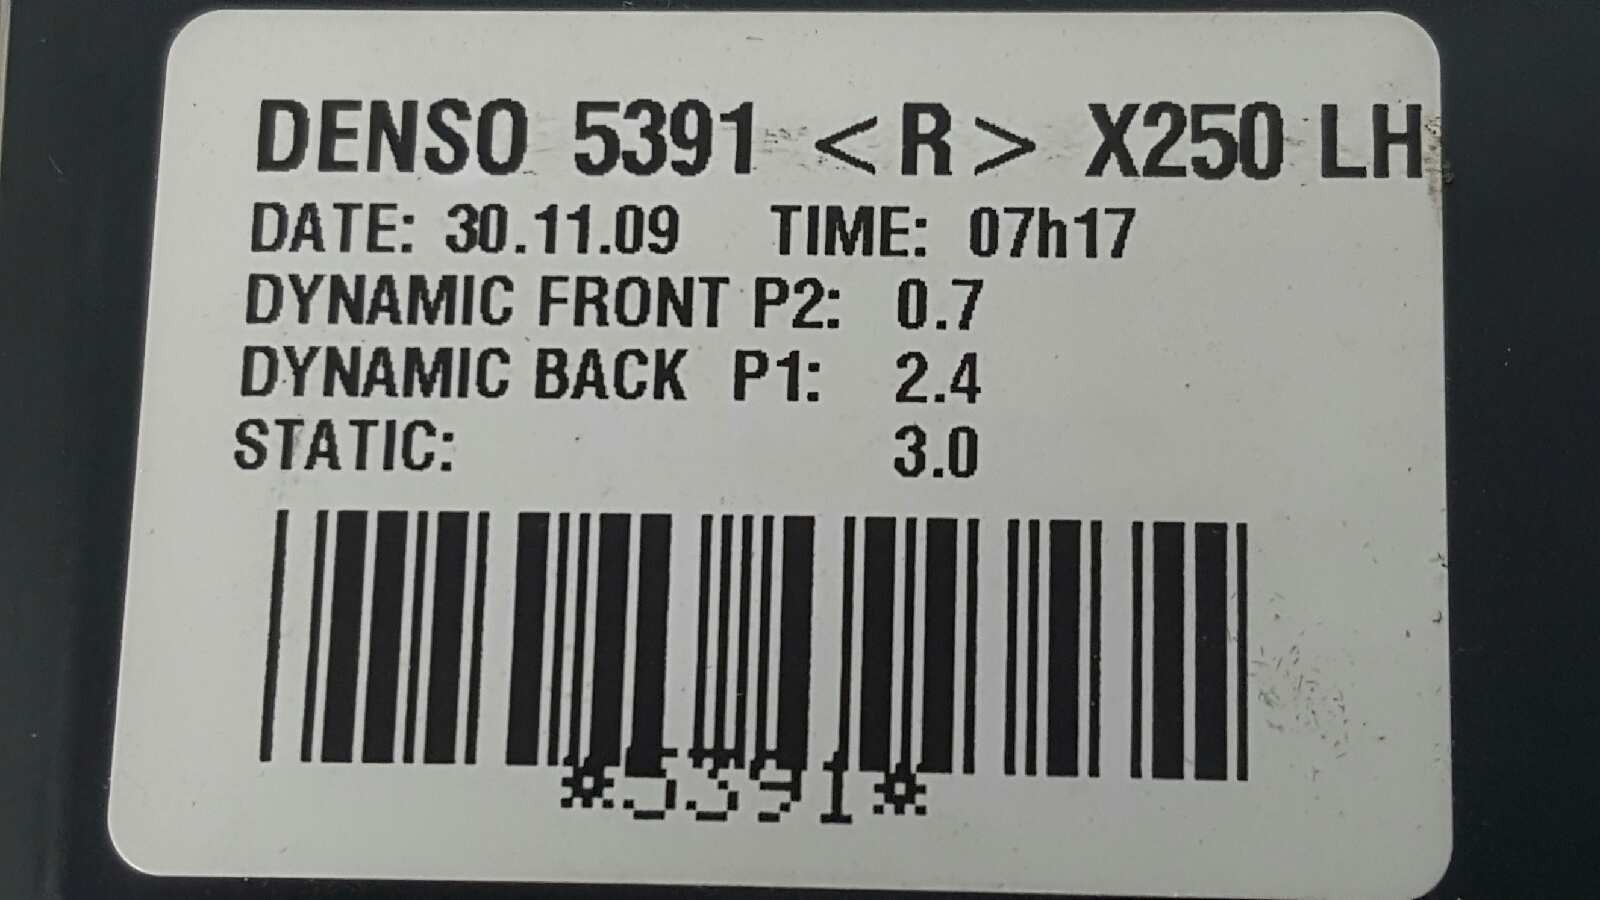 DENSO 5391 <R> X250 LH
DATE: 30.11.09 TIME: 07h17
DYNAMIC FRONT P2: 0.7
DYNAMIC BACK P1: 2.4
STATIC: 3.0
*5391*